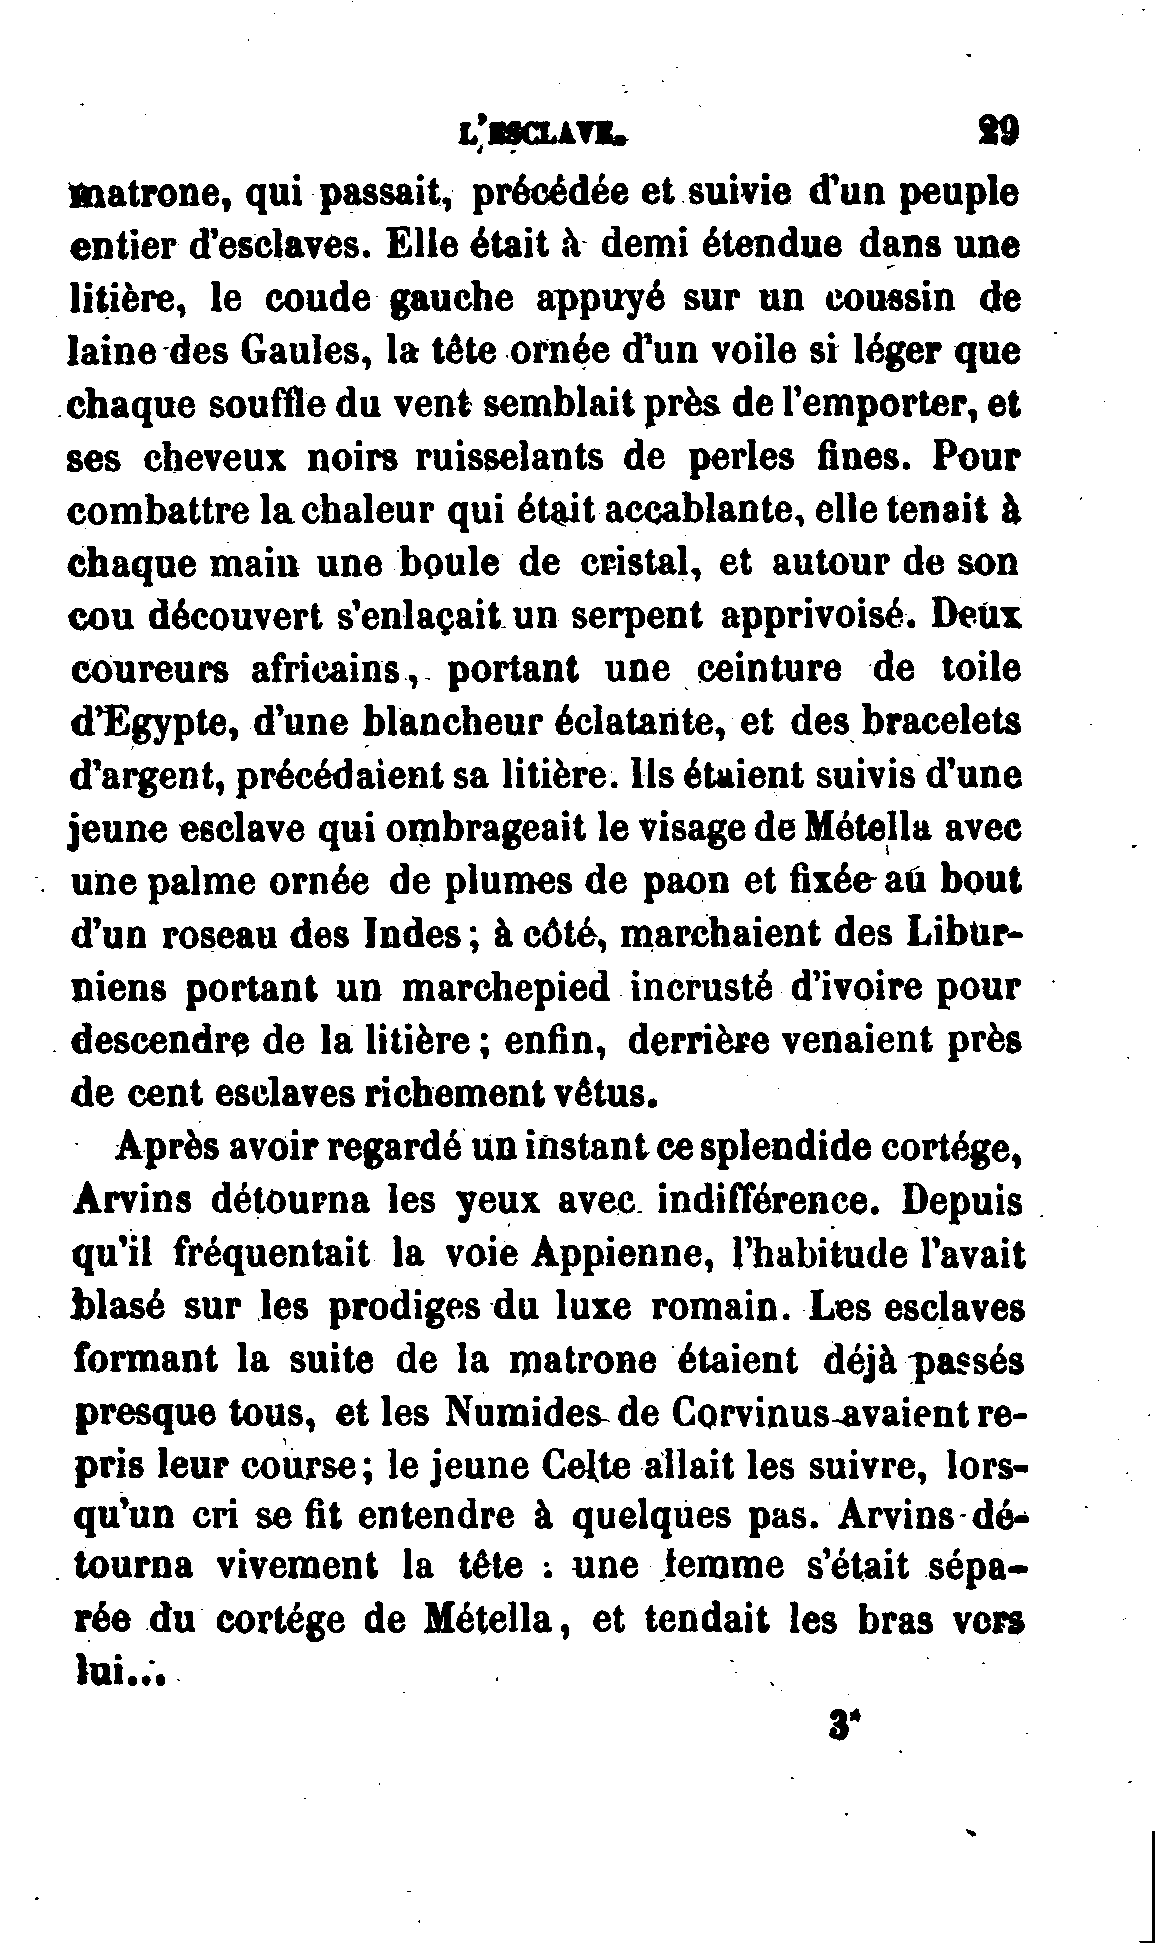 L'ESCLAVE. 29
matrone, qui passait, précédée et suivie d'un peuple
entier d'esclaves. Elle était à demi étendue dans une
litière, le coude gauche appuyé sur un coussin de
laine des Gaules, la tête ornée d'un voile si léger que
chaque souffle du vent semblait près de l'emporter, et
ses cheveux noirs ruisselants de perles fines. Pour
combattre la chaleur qui était accablante, elle tenait à
chaque main une boule de cristal, et autour de son
cou découvert s'enlaçait un serpent apprivoisé. Deux
coureurs africains, portant une ceinture de toile
d'Egypte, d'une blancheur éclatante, et des bracelets
d'argent, précédaient sa litière. Ils étaient suivis d'une
jeune esclave qui ombrageait le visage de Métella avec
une palme ornée de plumes de paon et fixée au bout
d'un roseau des Indes; à côté, marchaient des Libur-
niens portant un marchepied incrusté d'ivoire pour
descendre de la litière; enfin, derrière venaient près
de cent esclaves richement vêtus.
Après avoir regardé un instant ce splendide cortége,
Arvins détourna les yeux avec indifférence. Depuis
qu'il fréquentait la voie Appienne, l'habitude l'avait
blasé sur les prodiges du luxe romain. Les esclaves
formant la suite de la matrone étaient déjà passés
presque tous, et les Numides de Corvinus avaient re-
pris leur course; le jeune Celte allait les suivre, lors-
qu'un cri se fit entendre à quelques pas. Arvins dé-
tourna vivement la tête : une femme s'était sépa-
rée du cortége de Métella, et tendait les bras vers
lui...
3*